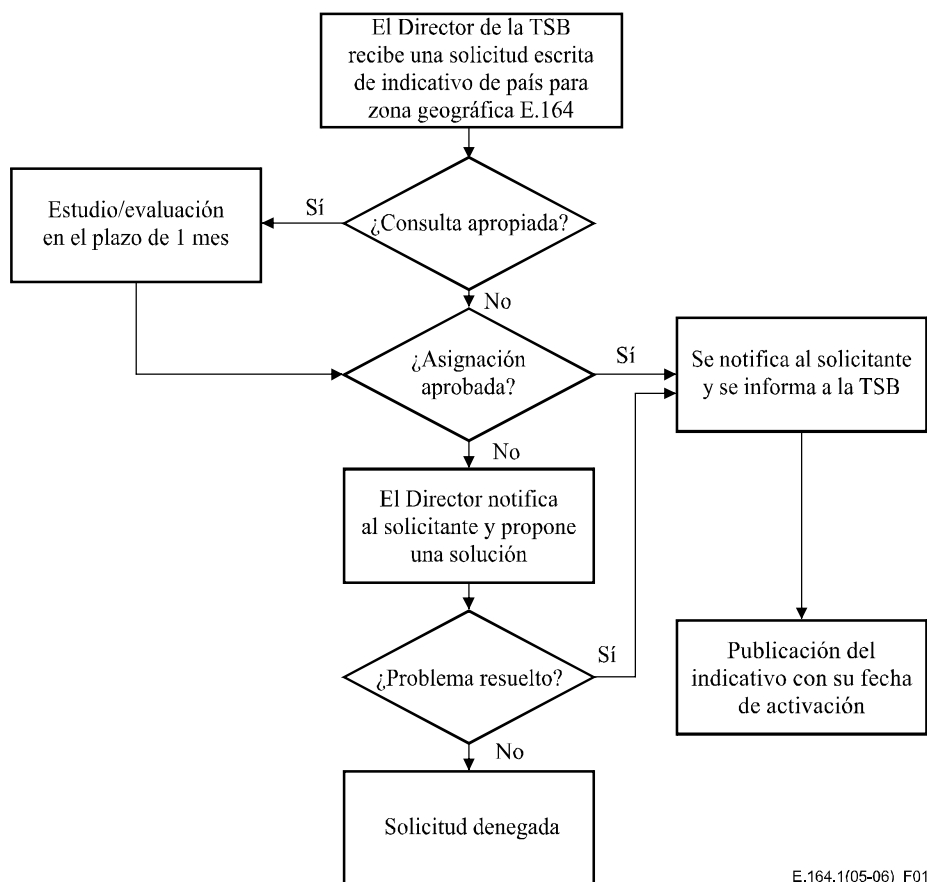 El Director de la TSB
recibe una solicitud escrita
de indicativo de país para
zona geográfica E.164
Estudio/evaluación
en el plazo de 1 mes
Sí
¿Consulta apropiada?
No
¿Asignación
aprobada?
Sí
Se notifica al solicitante
y se informa a la TSB
No
El Director notifica
al solicitante y propone
una solución
¿Problema resuelto?
Sí
Publicación del
indicativo con su fecha
de activación
No
Solicitud denegada
E.164.1(05-06)_F01